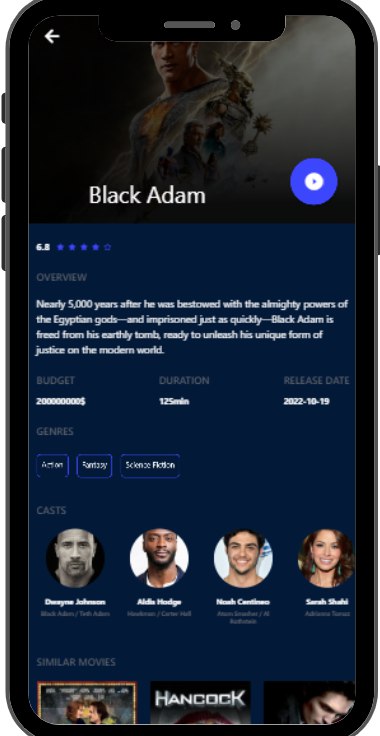 Black Adam
6.8
OVERVIEW
Nearly 5,000 years after he was bestowed with the almighty powers of
the Egyptian gods—and imprisoned just as quickly—Black Adam is
freed from his earthly tomb, ready to unleash his unique form of
justice on the modern world.
BUDGET DURATION RELEASE DATE
200000000$ 125min 2022-10-19
GENRES
Action Fantasy Science Fiction
CASTS
Dwayne Johnson Aldis Hodge Noah Centineo Sarah Shahi
Black Adam / Teth Adam Hawkman / Carter Hall Atom Smasher / Al Adrianna Tomaz
Rothstein
SIMILAR MOVIES
HANCOCK